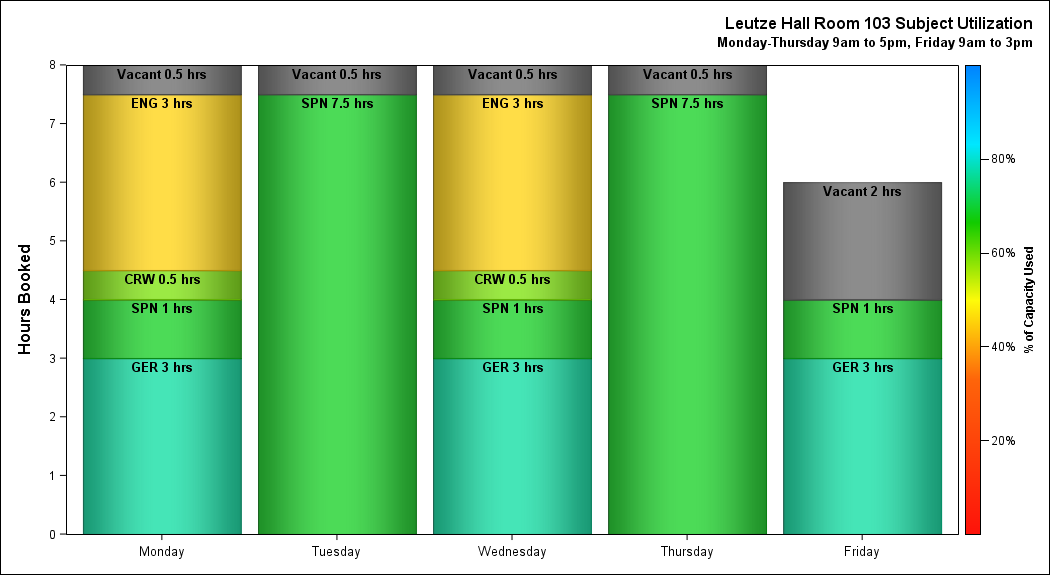 Leutze Hall Room 103 Subject Utilization
Monday-Thursday 9am to 5pm, Friday 9am to 3pm
Hours Booked
8
7
6
5
4
3
2
1
0
Vacant 0.5 hrs
ENG 3 hrs
CRW 0.5 hrs
SPN 1 hrs
GER 3 hrs
Monday
Vacant 0.5 hrs
SPN 7.5 hrs
Tuesday
Vacant 0.5 hrs
ENG 3 hrs
CRW 0.5 hrs
SPN 1 hrs
GER 3 hrs
Wednesday
Vacant 0.5 hrs
SPN 7.5 hrs
Thursday
Vacant 2 hrs
SPN 1 hrs
GER 3 hrs
Friday
80%
60%
40%
20%
% of Capacity Used